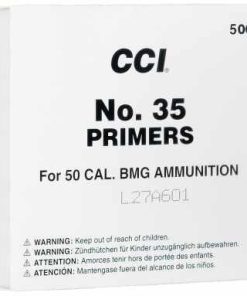 500
CCI
No. 35
PRIMERS
For 50 CAL. BMG AMMUNITION
L27A601
⚠ WARNING: Keep out of reach of children.
⚠ WARNUNG: Zündhütchen für Kinder unzugänglich aufbewahren.
⚠ ATTENTION: Amorces tenir hors de portée des enfants.
⚠ ATENCIÓN: Mantengase fuera del alcance de los niños.